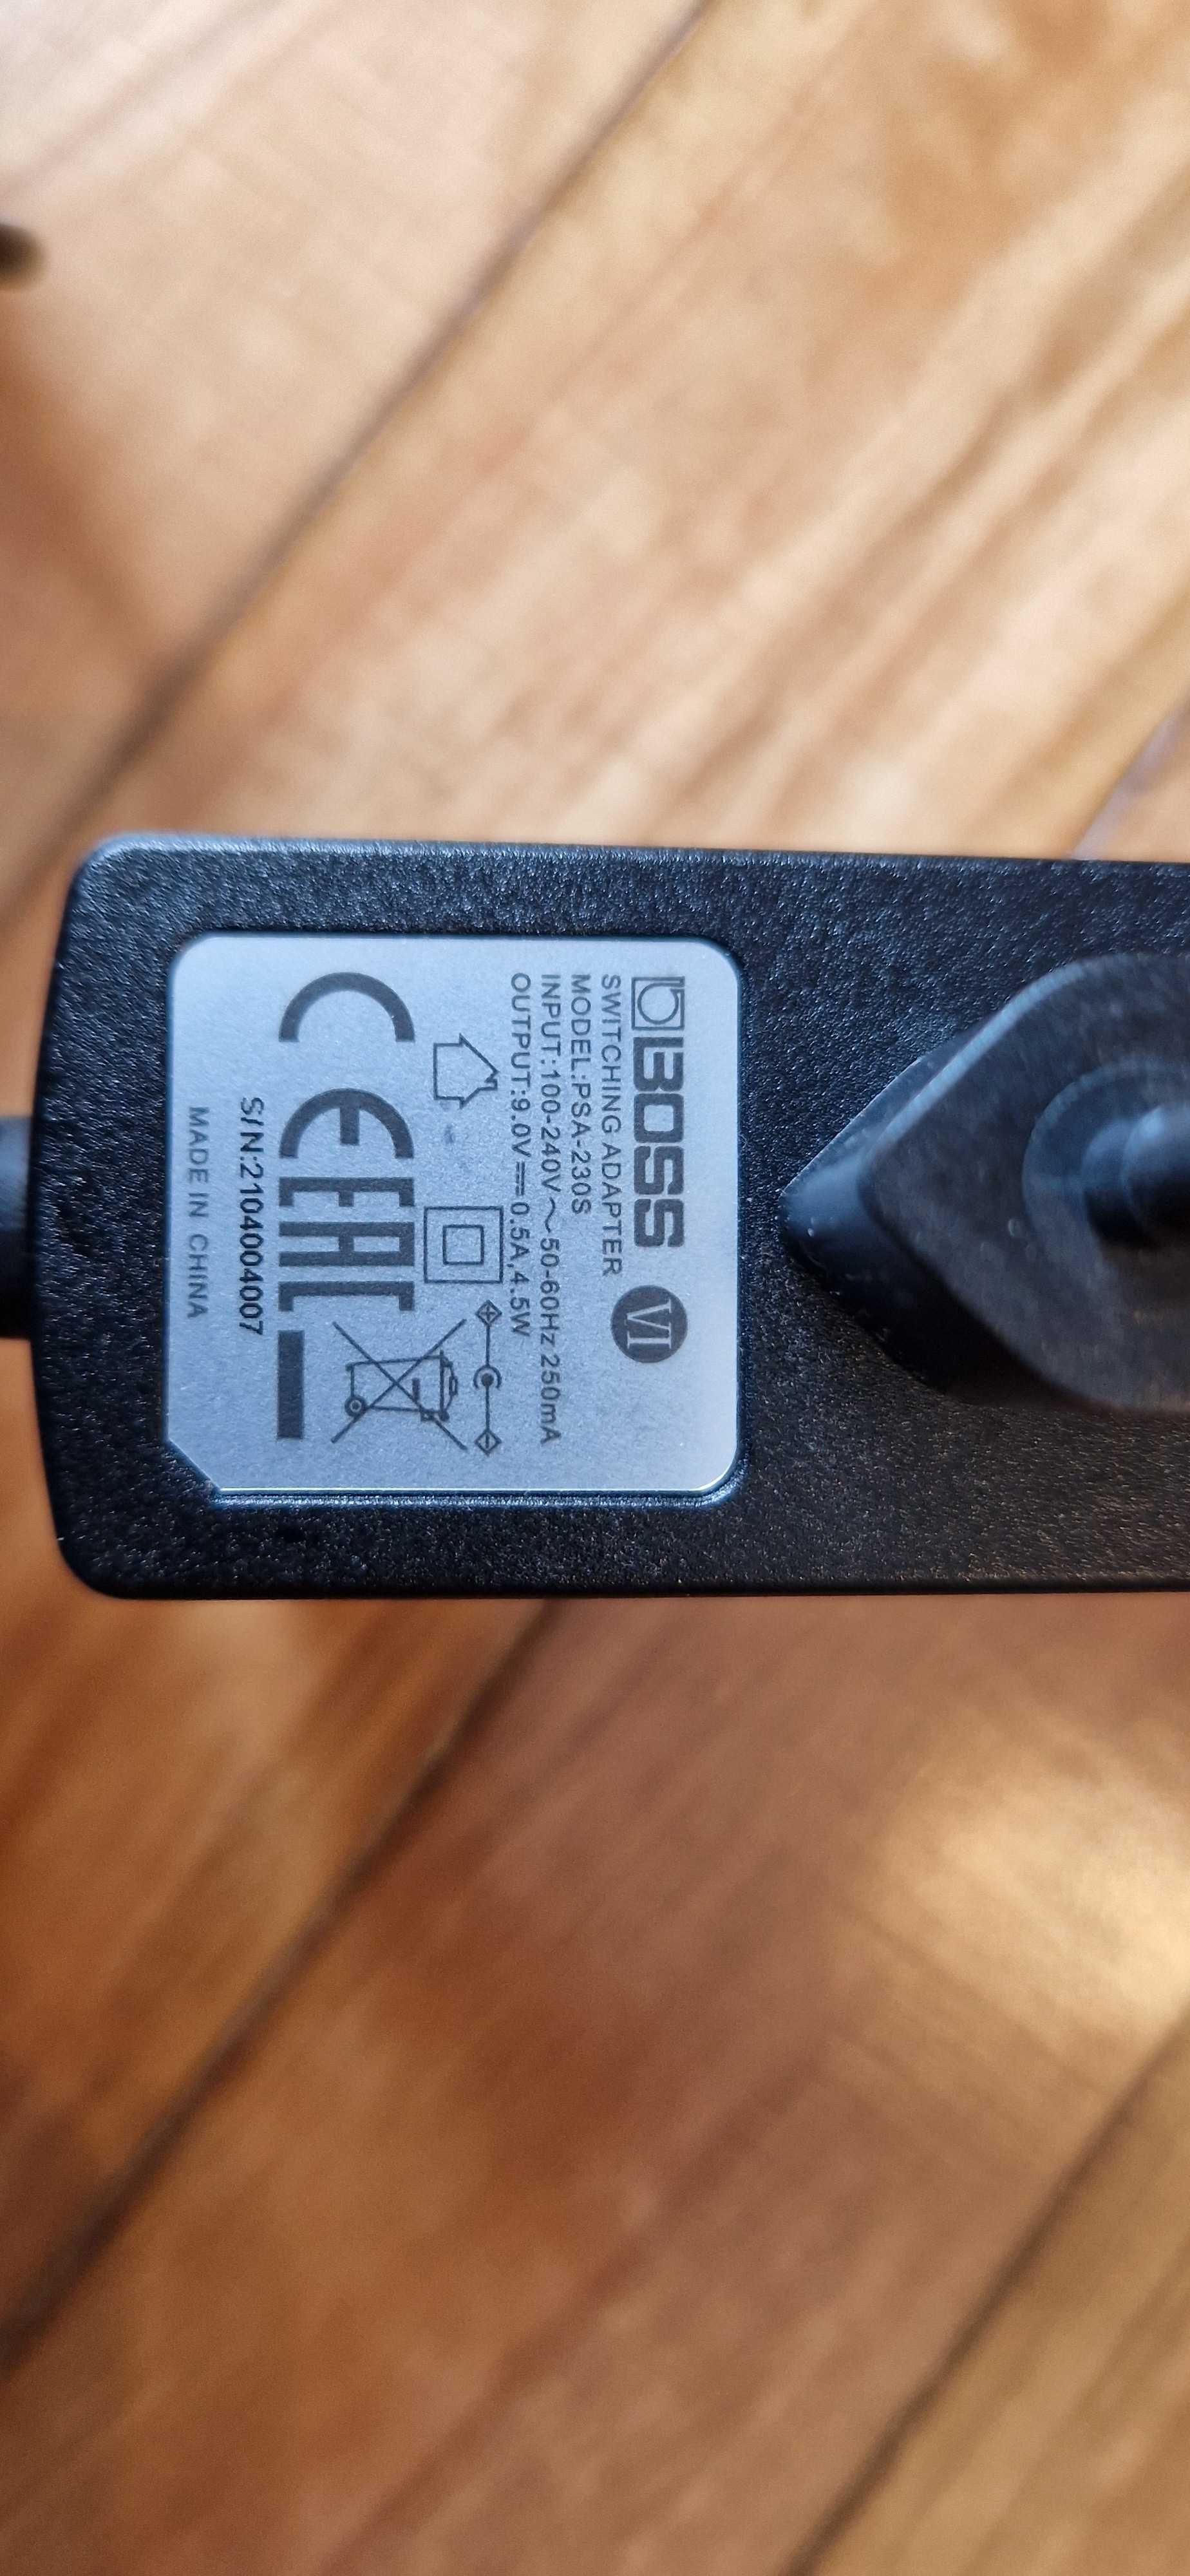 BOSS VI
SWITCHING ADAPTER
MODEL:PSA-230S
INPUT:100-240V~50-60Hz 250mA
OUTPUT:9.0V⎓0.5A,4.5W
CE EAC
S/N:2104004007
MADE IN CHINA